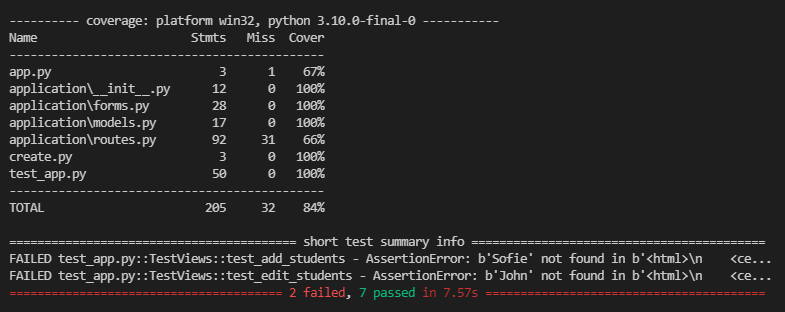 ---------- coverage: platform win32, python 3.10.0-final-0 -----------
Name                      Stmts   Miss  Cover
---------------------------------------------
app.py                        3      1    67%
application\__init__.py      12      0   100%
application\forms.py         28      0   100%
application\models.py        17      0   100%
application\routes.py        92     31    66%
create.py                     3      0   100%
test_app.py                  50      0   100%
---------------------------------------------
TOTAL                       205     32    84%
========================================= short test summary info ==========================================
FAILED test_app.py::TestViews::test_add_students - AssertionError: b'Sofie' not found in b'<html>\n    <ce...
FAILED test_app.py::TestViews::test_edit_students - AssertionError: b'John' not found in b'<html>\n    <ce...
======================================= 2 failed, 7 passed in 7.57s ========================================